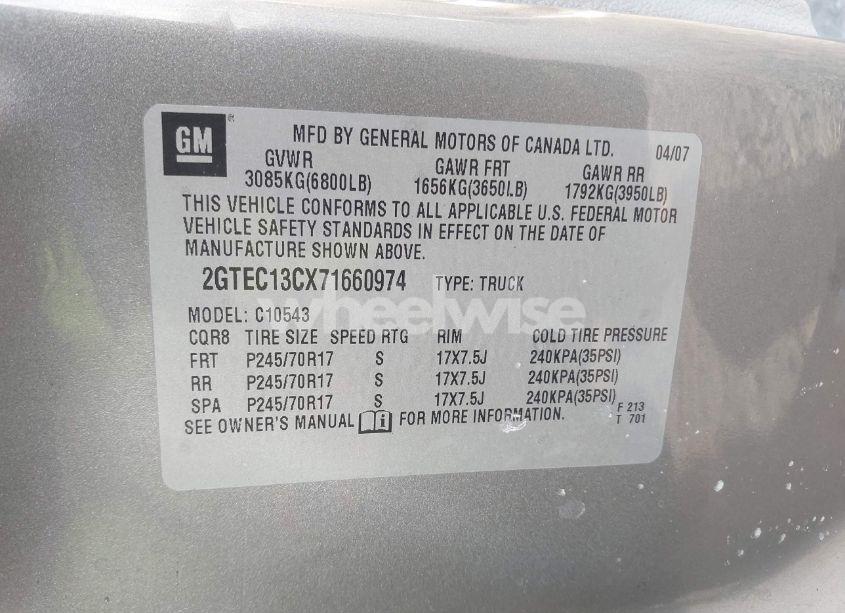 GM®
MFD BY GENERAL MOTORS OF CANADA LTD. 04/07
GVWR GAWR FRT GAWR RR
3085KG(6800LB) 1656KG(3650LB) 1792KG(3950LB)
THIS VEHICLE CONFORMS TO ALL APPLICABLE U.S. FEDERAL MOTOR
VEHICLE SAFETY STANDARDS IN EFFECT ON THE DATE OF
MANUFACTURE SHOWN ABOVE.
2GTEC13CX71660974 TYPE: TRUCK
wheelwise
MODEL: C10543
CQR8 TIRE SIZE SPEED RTG RIM COLD TIRE PRESSURE
FRT P245/70R17 S 17X7.5J 240KPA(35PSI)
RR P245/70R17 S 17X7.5J 240KPA(35PSI)
SPA P245/70R17 S 17X7.5J 240KPA(35PSI)
SEE OWNER'S MANUAL i FOR MORE INFORMATION.
F 213
T 701